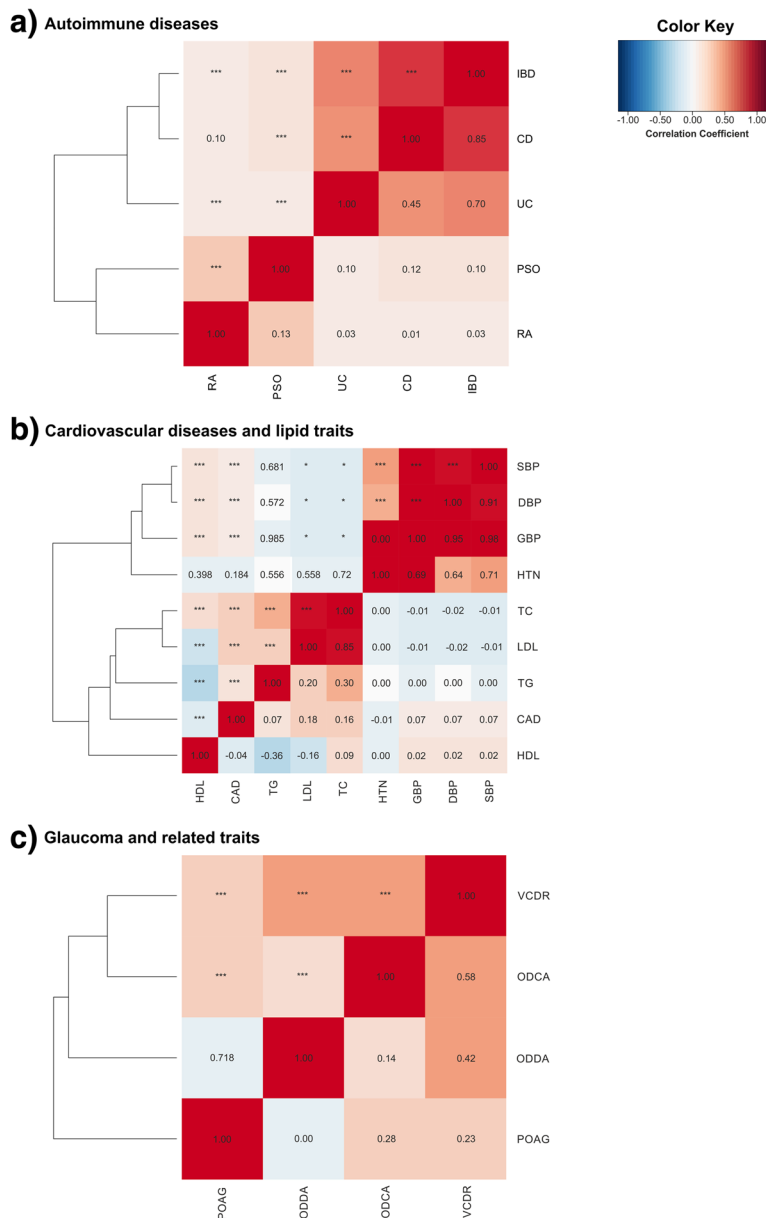 a) Autoimmune diseases
Color Key
-1.00 0.00 0.50 1.00
Correlation Coefficient
*** *** *** *** 1.00 IBD
0.10 *** *** 1.00 0.85 CD
*** *** 1.00 0.45 0.70 UC
*** 1.00 0.10 0.12 0.10 PSO
1.00 0.13 0.03 0.01 0.03 RA
RA PSO UC CD IBD
b) Cardiovascular diseases and lipid traits
*** *** 0.681 * * *** *** *** 1.00 SBP
*** *** 0.572 * * *** *** 1.00 0.91 DBP
*** *** 0.985 * * 0.00 1.00 0.95 0.98 GBP
0.398 0.184 0.556 0.558 0.72 1.00 0.69 0.64 0.71 HTN
*** *** *** *** 1.00 0.00 -0.01 -0.02 -0.01 TC
*** *** *** 1.00 0.85 0.00 -0.01 -0.02 -0.01 LDL
*** *** 1.00 0.20 0.30 0.00 0.00 0.00 0.00 TG
*** 1.00 0.07 0.18 0.16 -0.01 0.07 0.07 0.07 CAD
1.00 -0.04 -0.36 -0.16 0.09 0.00 0.02 0.02 0.02 HDL
HDL CAD TG LDL TC HTN GBP DBP SBP
c) Glaucoma and related traits
*** *** *** 1.00 VCDR
*** *** 1.00 0.58 ODCA
0.718 1.00 0.14 0.42 ODDA
1.00 0.00 0.28 0.23 POAG
POAG ODDA ODCA VCDR